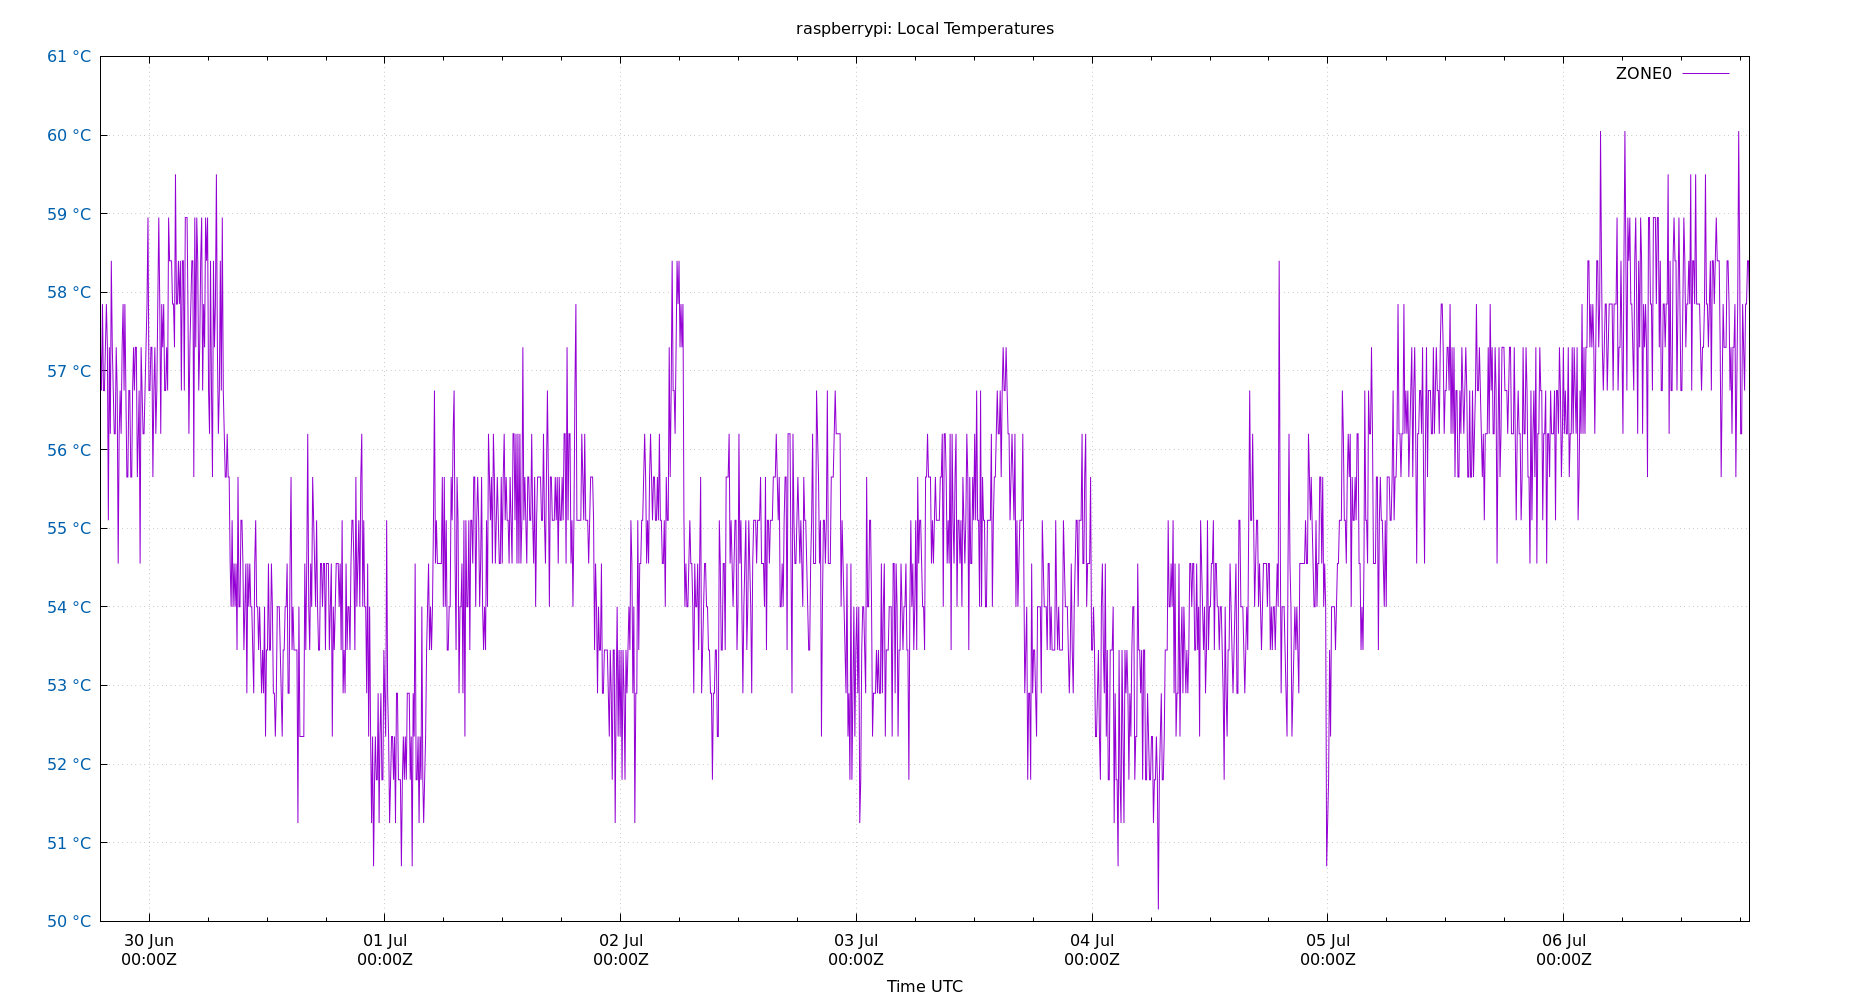 raspberrypi: Local Temperatures
61 °C
ZONE0
60 °C
59 °C
58 °C
57 °C
56 °C
55 °C
54 °C
53 °C
52 °C
51 °C
50 °C
30 Jun 01 Jul 02 Jul 03 Jul 04 Jul 05 Jul 06 Jul
00:00Z 00:00Z 00:00Z 00:00Z 00:00Z 00:00Z 00:00Z
Time UTC